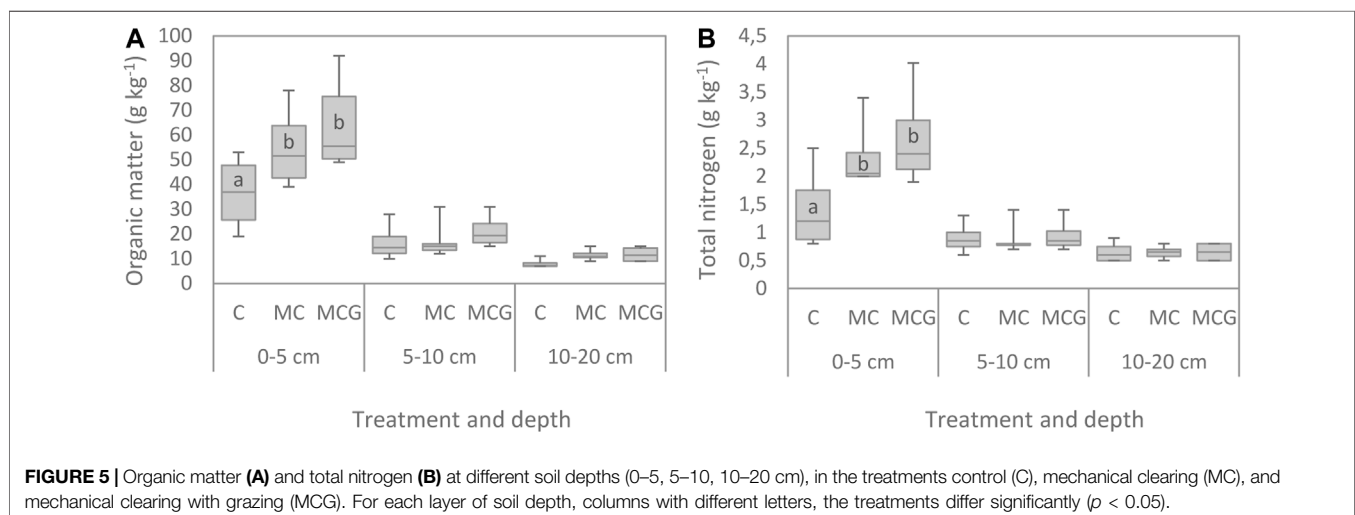 A
Organic matter (g kg-1)
100
90
80
70
60
50
40
30
20
10
0
a
b
b
C MC MCG C MC MCG C MC MCG
0-5 cm 5-10 cm 10-20 cm
Treatment and depth
B
Total nitrogen (g kg-1)
4,5
4
3,5
3
2,5
2
1,5
1
0,5
0
a
b
b
C MC MCG C MC MCG C MC MCG
0-5 cm 5-10 cm 10-20 cm
Treatment and depth
FIGURE 5 | Organic matter (A) and total nitrogen (B) at different soil depths (0–5, 5–10, 10–20 cm), in the treatments control (C), mechanical clearing (MC), and
mechanical clearing with grazing (MCG). For each layer of soil depth, columns with different letters, the treatments differ significantly (p < 0.05).